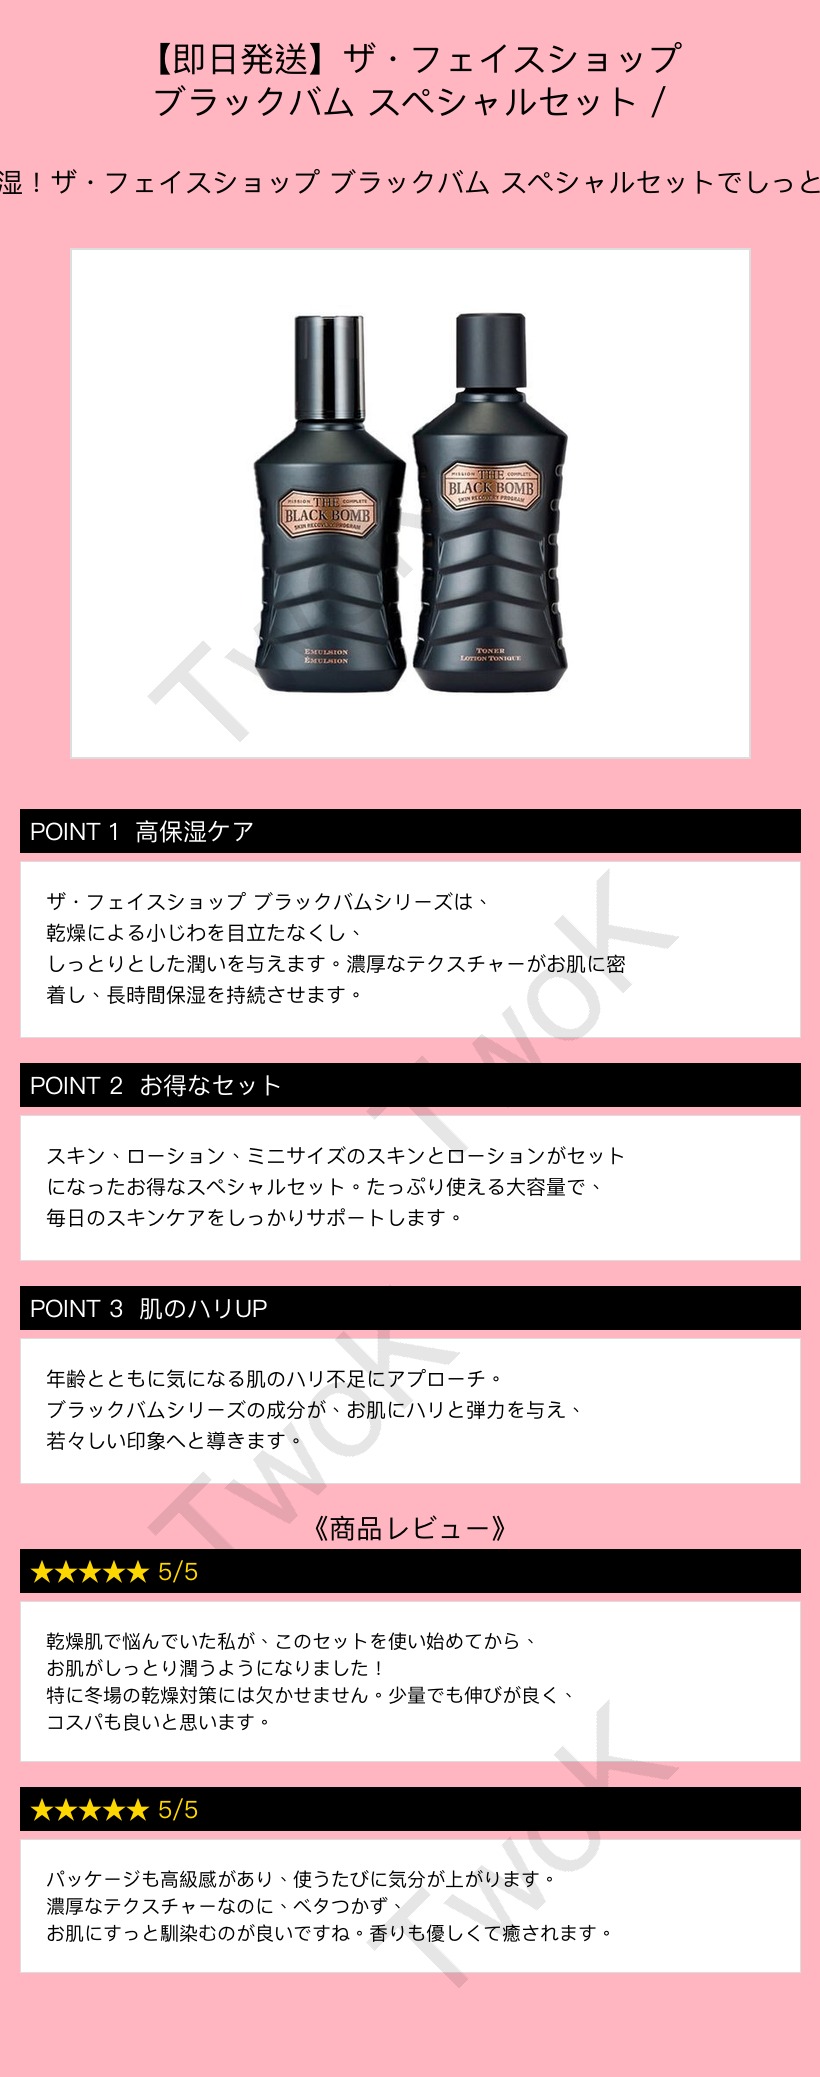 【即日発送】ザ・フェイスショップ
ブラックバム スペシャルセット /
湿！ザ・フェイスショップ ブラックバム スペシャルセットでしっと
MISSION THE COMPLETE
BLACK BOMB
SKIN RECOVERY PROGRAM
EMULSION
ÉMULSION
MISSION THE COMPLETE
BLACK BOMB
SKIN RECOVERY PROGRAM
TONER
LOTION TONIQUE
TwoK
POINT 1 高保湿ケア
ザ・フェイスショップ ブラックバムシリーズは、
乾燥による小じわを目立たなくし、
しっとりとした潤いを与えます。濃厚なテクスチャーがお肌に密
着し、長時間保湿を持続させます。
TwoK
POINT 2 お得なセット
スキン、ローション、ミニサイズのスキンとローションがセット
になったお得なスペシャルセット。たっぷり使える大容量で、
毎日のスキンケアをしっかりサポートします。
POINT 3 肌のハリUP
年齢とともに気になる肌のハリ不足にアプローチ。
ブラックバムシリーズの成分が、お肌にハリと弾力を与え、
若々しい印象へと導きます。
TwoK
《商品レビュー》
★★★★★ 5/5
乾燥肌で悩んでいた私が、このセットを使い始めてから、
お肌がしっとり潤うようになりました！
特に冬場の乾燥対策には欠かせません。少量でも伸びが良く、
コスパも良いと思います。
★★★★★ 5/5
パッケージも高級感があり、使うたびに気分が上がります。
濃厚なテクスチャーなのに、ベタつかず、
お肌にすっと馴染むのが良いですね。香りも優しくて癒されます。
TwoK